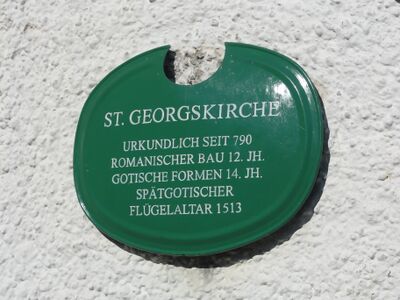 ST. GEORGSKIRCHE
URKUNDLICH SEIT 790
ROMANISCHER BAU 12. JH.
GOTISCHE FORMEN 14. JH.
SPÄTGOTISCHER
FLÜGELALTAR 1513